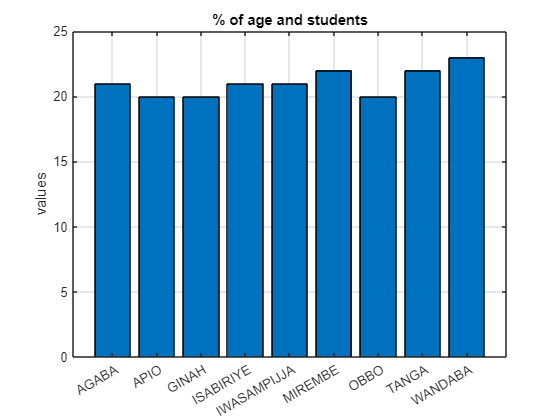 % of age and students
values
25
20
15
10
5
0
AGABA
APIO
GINAH
ISABIRIYE
IWASAMPIJJA
MIREMBE
OBBO
TANGA
WANDABA